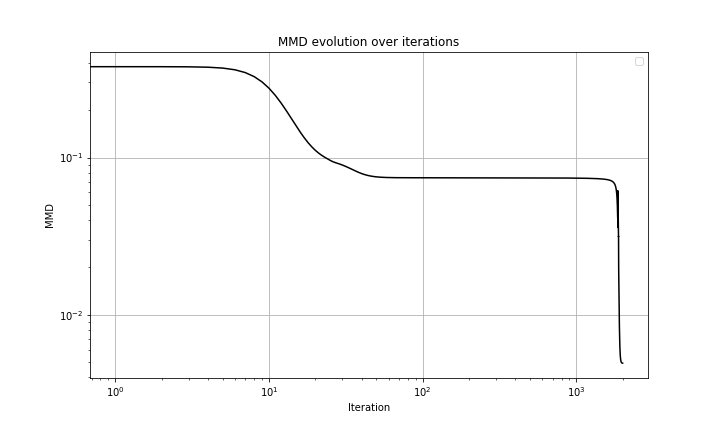 MMD evolution over iterations
MMD
10⁻¹
10⁻²
10⁰ 10¹ 10² 10³
Iteration